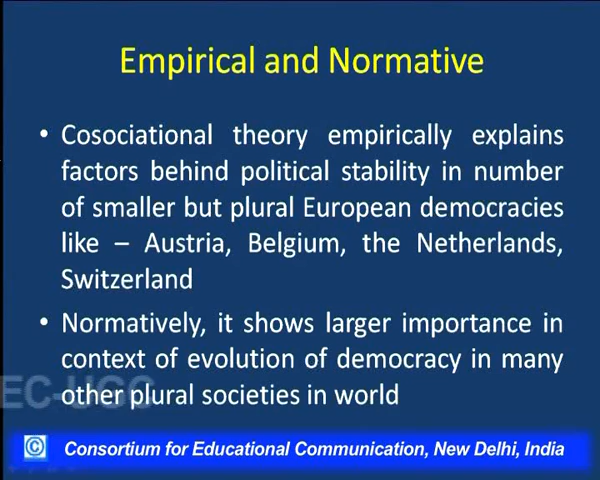 Empirical and Normative
• Cosociational theory empirically explains
factors behind political stability in number
of smaller but plural European democracies
like – Austria, Belgium, the Netherlands,
Switzerland
• Normatively, it shows larger importance in
context of evolution of democracy in many
other plural societies in world
EC-UGC
© Consortium for Educational Communication, New Delhi, India